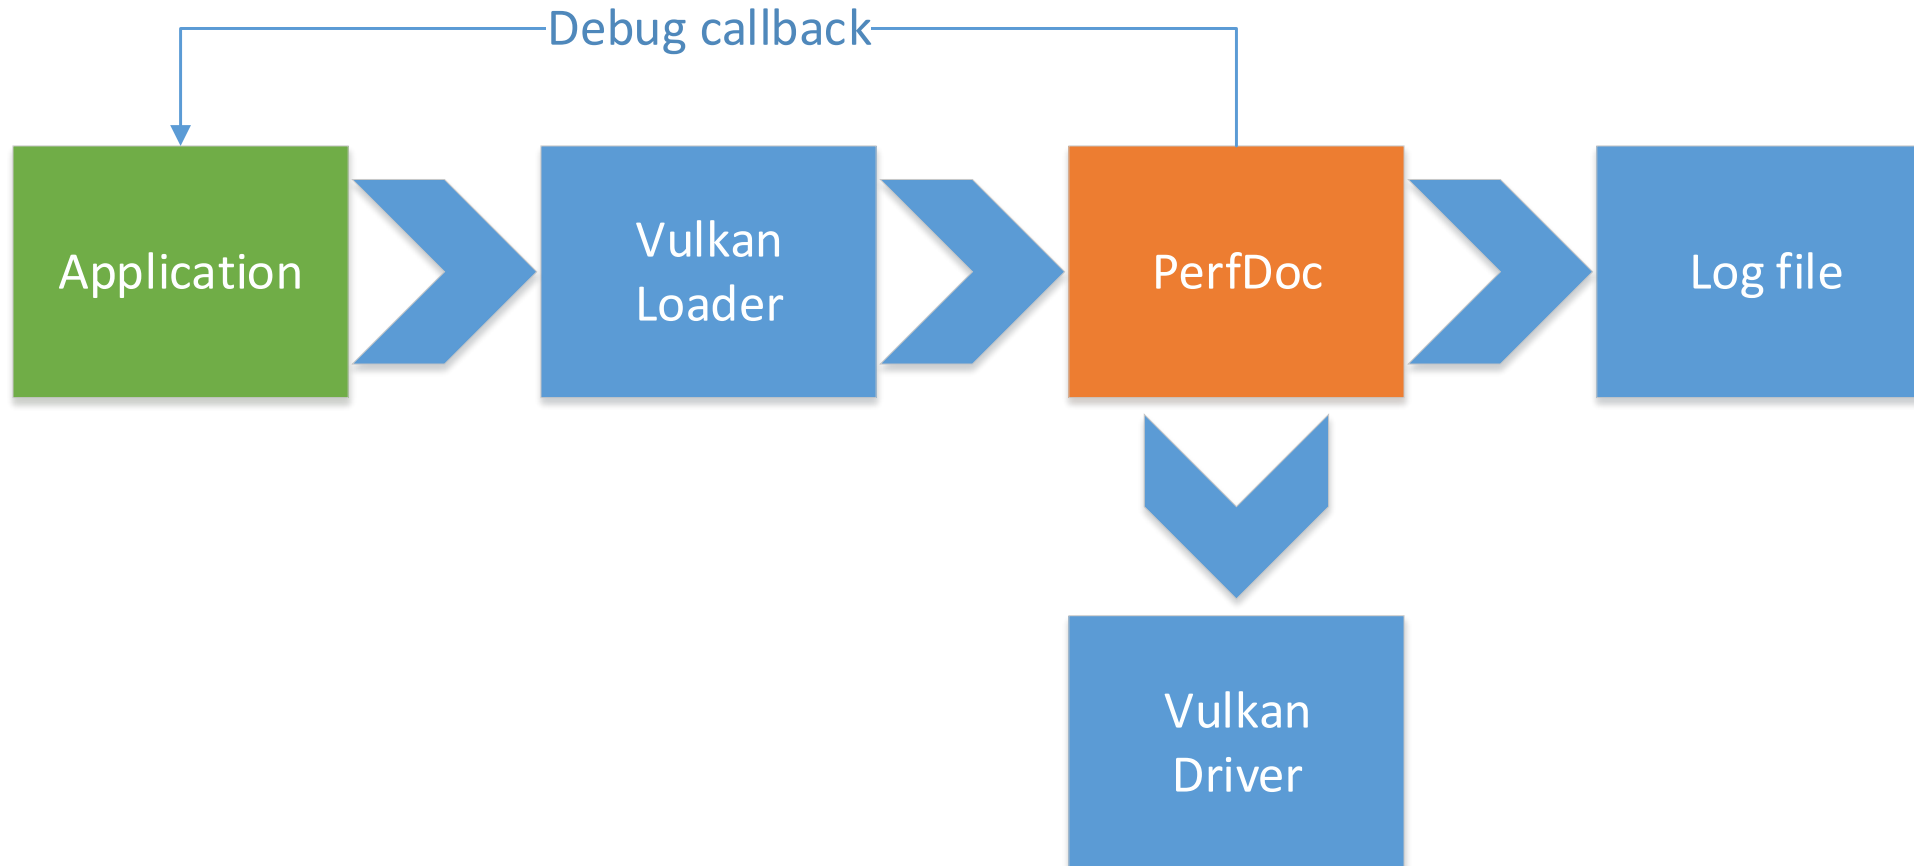 Debug callback
Application
Vulkan
Loader
PerfDoc
Log file
Vulkan
Driver